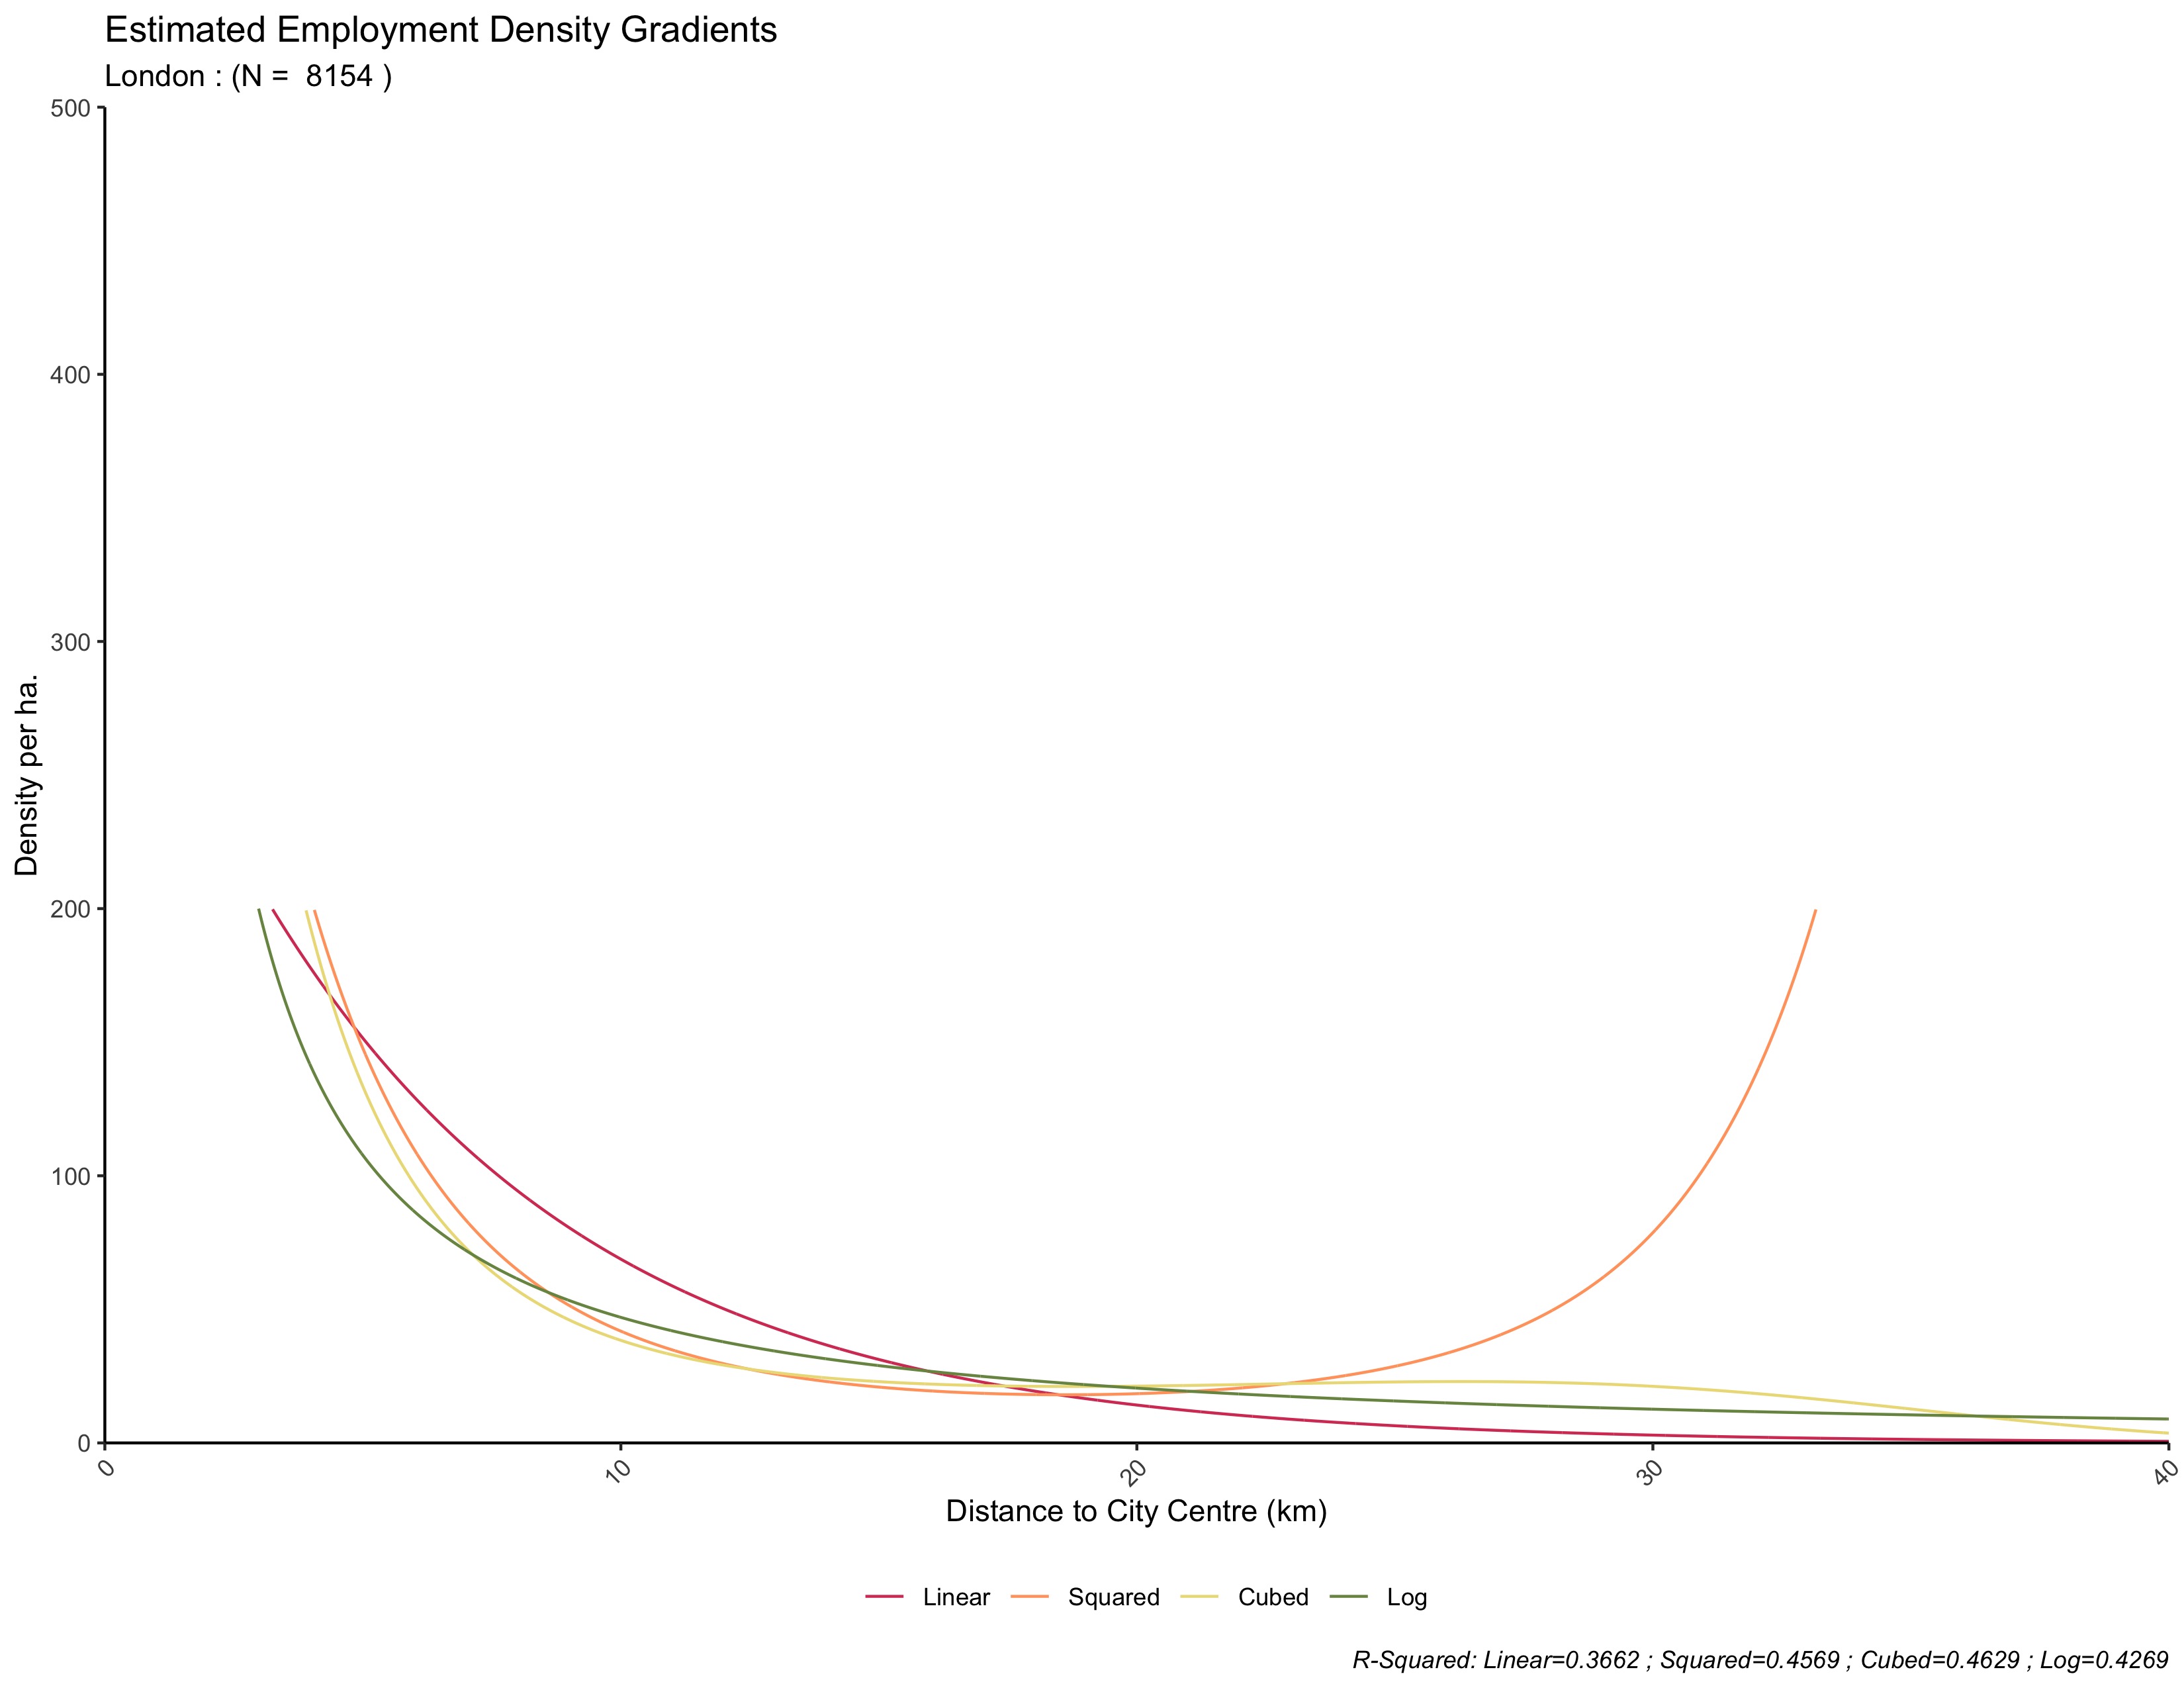 Estimated Employment Density Gradients
London : (N =  8154 )
500
400
300
200
100
0
Density per ha.
0 10 20 30 40
Distance to City Centre (km)
Linear Squared Cubed Log
R-Squared: Linear=0.3662 ; Squared=0.4569 ; Cubed=0.4629 ; Log=0.4269